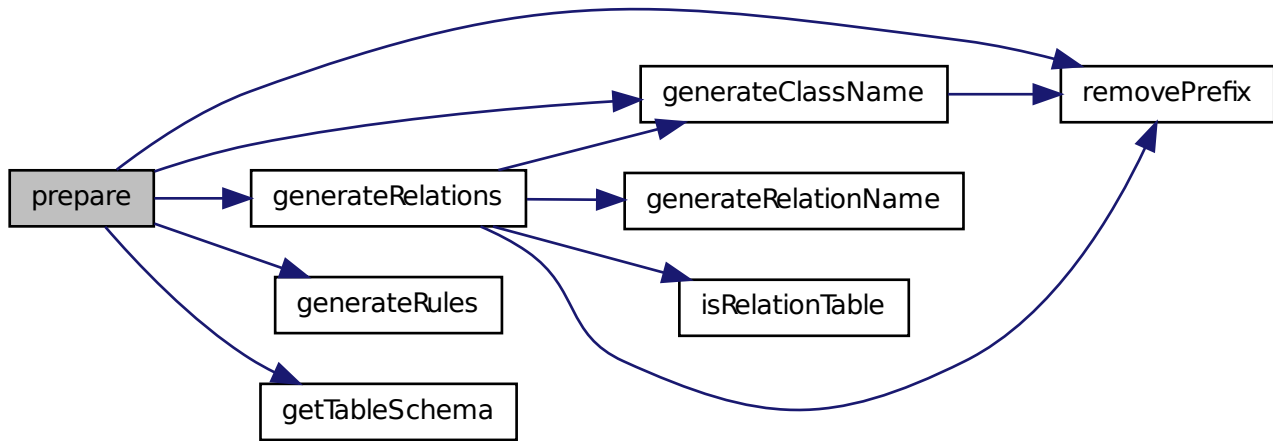 prepare
generateRelations
generateRules
getTableSchema
generateClassName
generateRelationName
isRelationTable
removePrefix